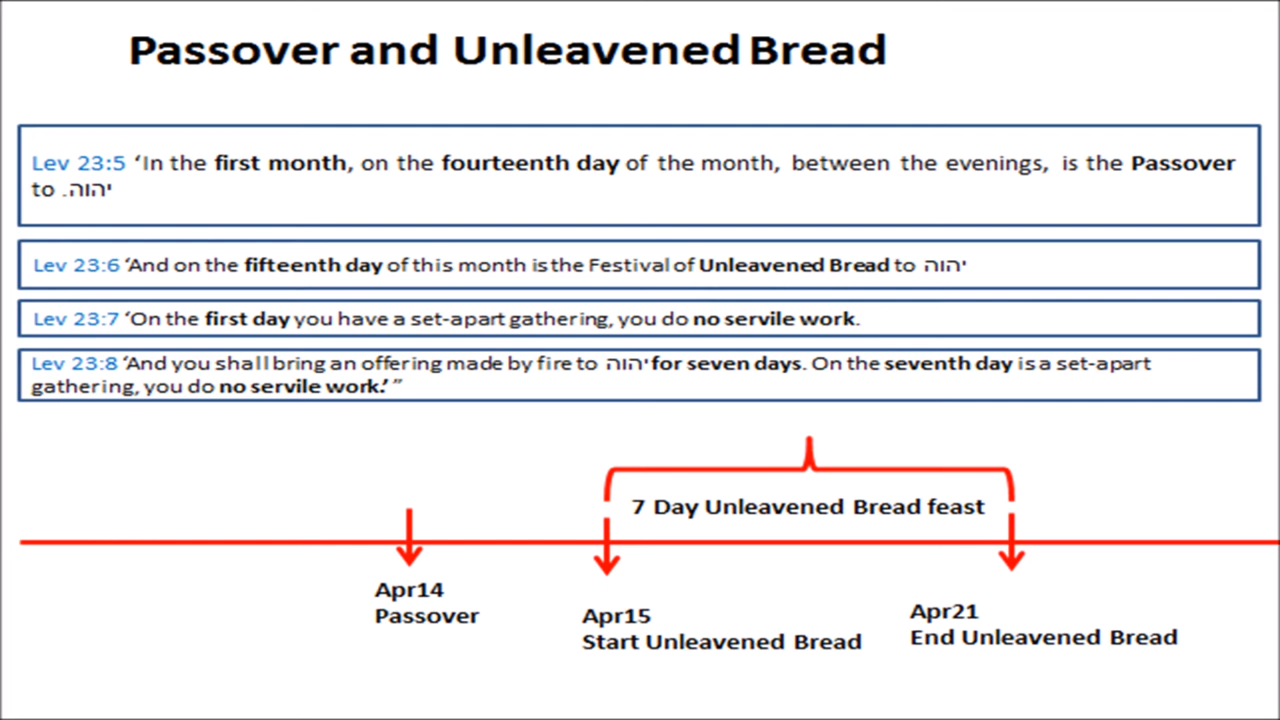 Passover and Unleavened Bread
Lev 23:5 ‘In the first month, on the fourteenth day of the month, between the evenings, is the Passover
to .יהוה
Lev 23:6 ‘And on the fifteenth day of this month is the Festival of Unleavened Bread to יהוה
Lev 23:7 ‘On the first day you have a set-apart gathering, you do no servile work.
Lev 23:8 ‘And you shall bring an offering made by fire to יהוה for seven days. On the seventh day is a set-apart
gathering, you do no servile work.’ ”
7 Day Unleavened Bread feast
Apr14
Passover
Apr15
Start Unleavened Bread
Apr21
End Unleavened Bread